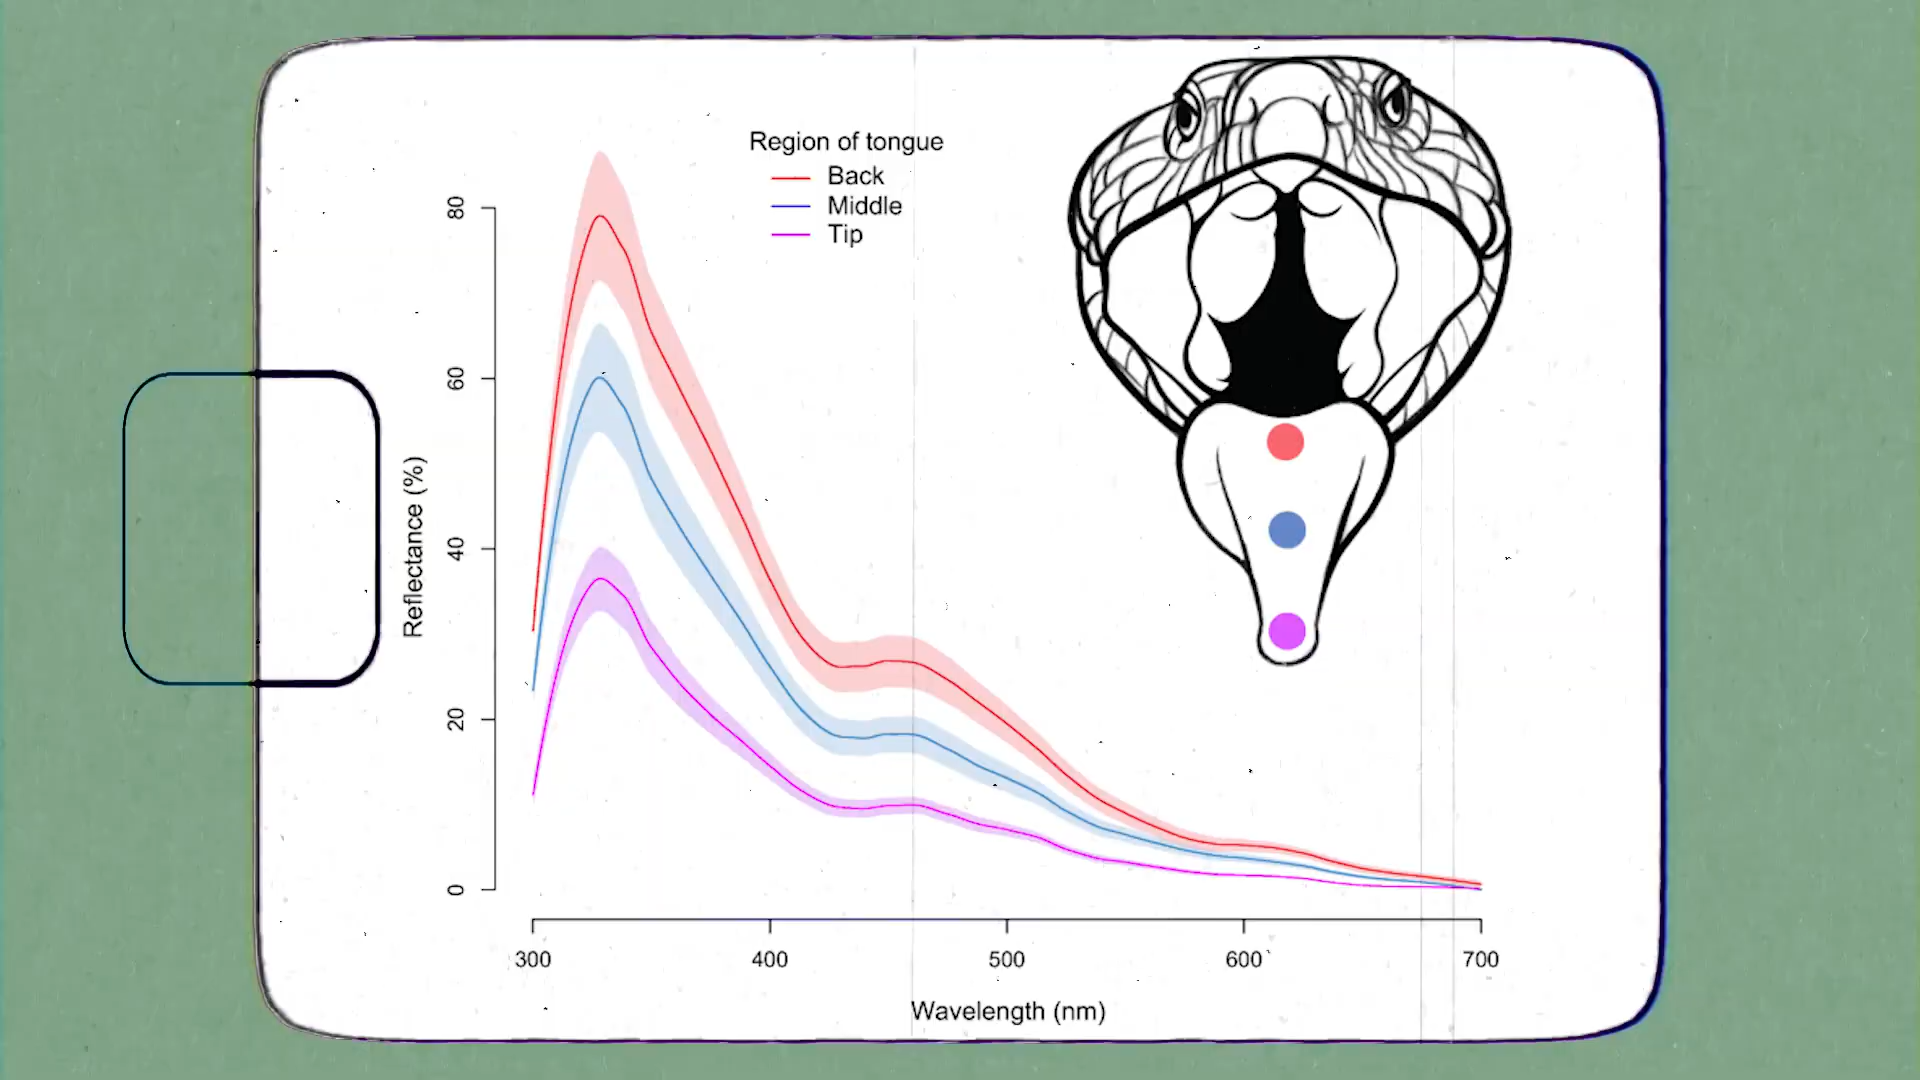 Region of tongue
Back
Middle
Tip
80
60
40
20
0
Reflectance (%)
300 400 500 600 700
Wavelength (nm)